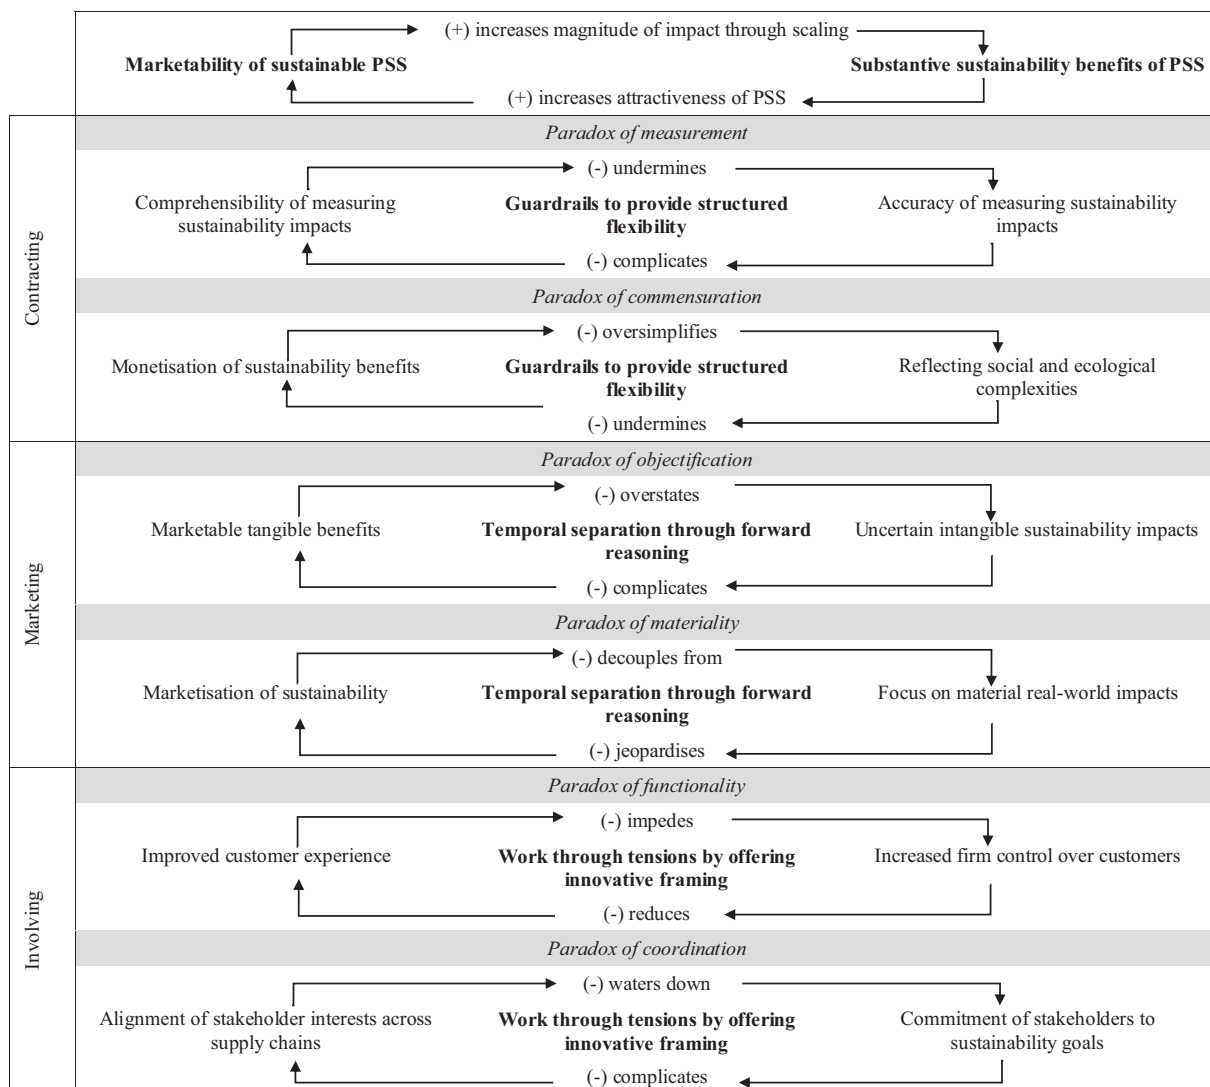 (+) increases magnitude of impact through scaling
Marketability of sustainable PSS
Substantive sustainability benefits of PSS
(+) increases attractiveness of PSS
Contracting
Paradox of measurement
(-) undermines
Comprehensibility of measuring
sustainability impacts
Guardrails to provide structured
flexibility
Accuracy of measuring sustainability
impacts
(-) complicates
Paradox of commensuration
(-) oversimplifies
Monetisation of sustainability benefits
Guardrails to provide structured
flexibility
Reflecting social and ecological
complexities
(-) undermines
Marketing
Paradox of objectification
(-) overstates
Marketable tangible benefits
Temporal separation through forward
reasoning
Uncertain intangible sustainability impacts
(-) complicates
Paradox of materiality
(-) decouples from
Marketisation of sustainability
Temporal separation through forward
reasoning
Focus on material real-world impacts
(-) jeopardises
Involving
Paradox of functionality
(-) impedes
Improved customer experience
Work through tensions by offering
innovative framing
Increased firm control over customers
(-) reduces
Paradox of coordination
(-) waters down
Alignment of stakeholder interests across
supply chains
Work through tensions by offering
innovative framing
Commitment of stakeholders to
sustainability goals
(-) complicates